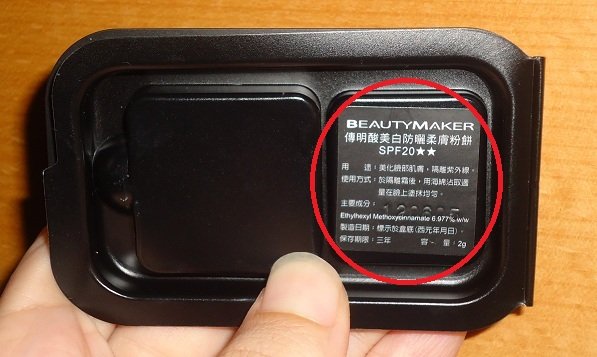 BEAUTYMAKER
傳明酸美白防曬柔膚粉餅
SPF20★★
用 途：美化臉部肌膚，隔離紫外線。
使用方式：於隔離霜後，用海綿沾取適
量在臉上塗抹均勻。
主要成分：
Ethylhexyl Methoxycinnamate 6.977% w/w
製造日期：標示於盒底(西元年月日)。
保存期限：三年 容 量：2g